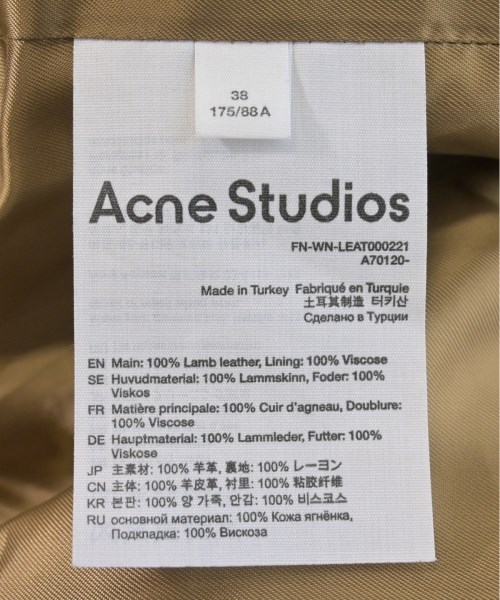 38
175/88A
Acne Studios
FN-WN-LEAT000221
A70120-
Made in Turkey Fabriqué en Turquie
土耳其制造 터키산
Сделано в Турции
EN Main: 100% Lamb leather, Lining: 100% Viscose
SE Huvudmaterial: 100% Lammskinn, Foder: 100%
Viskos
FR Matière principale: 100% Cuir d'agneau, Doublure:
100% Viscose
DE Hauptmaterial: 100% Lammleder, Futter: 100%
Viskose
JP 主素材: 100% 羊革, 裏地: 100% レーヨン
CN 主体: 100% 羊皮革, 衬里: 100% 粘胶纤维
KR 본판: 100% 양 가죽, 안감: 100% 비스코스
RU основной материал: 100% Кожа ягнёнка,
Подкладка: 100% Вискоза